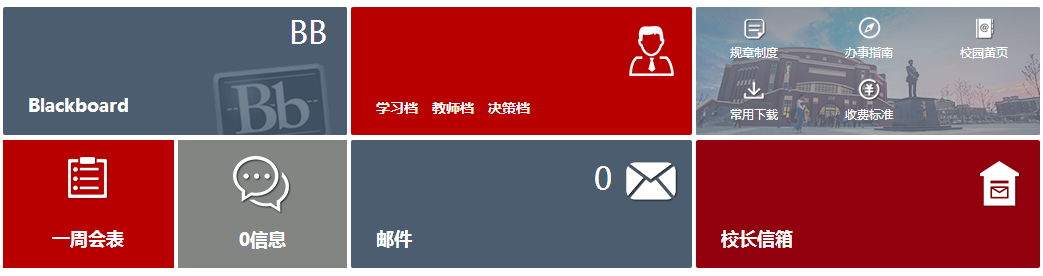 BB
Bb
Blackboard
学习档 教师档 决策档
规章制度 办事指南 校园黄页
常用下载 收费标准
一周会表
0信息
0
邮件
校长信箱